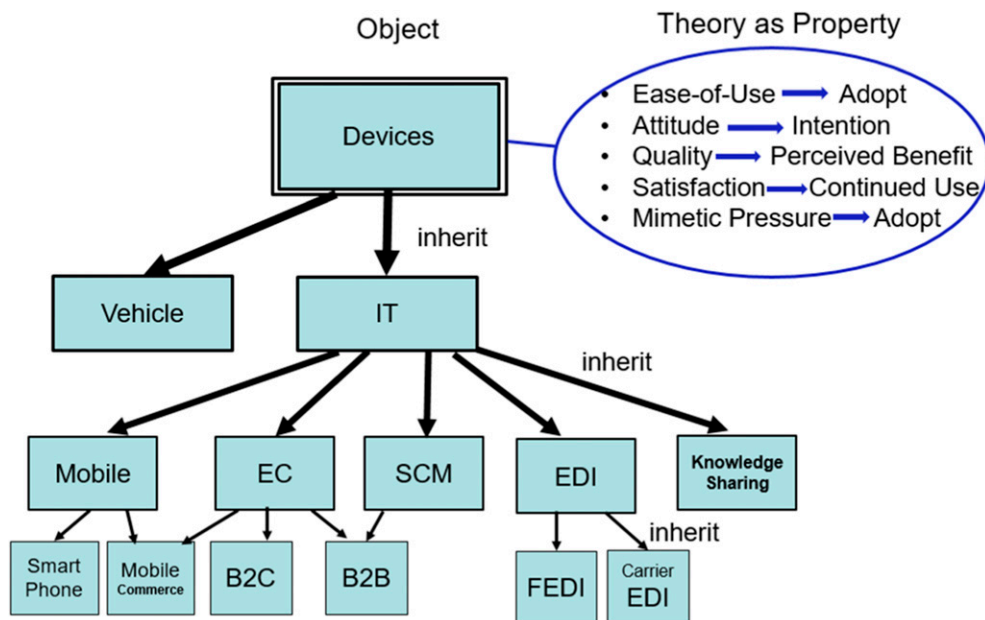 Object
Theory as Property
Devices
• Ease-of-Use Adopt
• Attitude Intention
• Quality Perceived Benefit
• Satisfaction Continued Use
• Mimetic Pressure Adopt
inherit
Vehicle
IT
inherit
Mobile
EC
SCM
EDI
Knowledge
Sharing
inherit
Smart
Phone
Mobile
Commerce
B2C
B2B
FEDI
Carrier
EDI